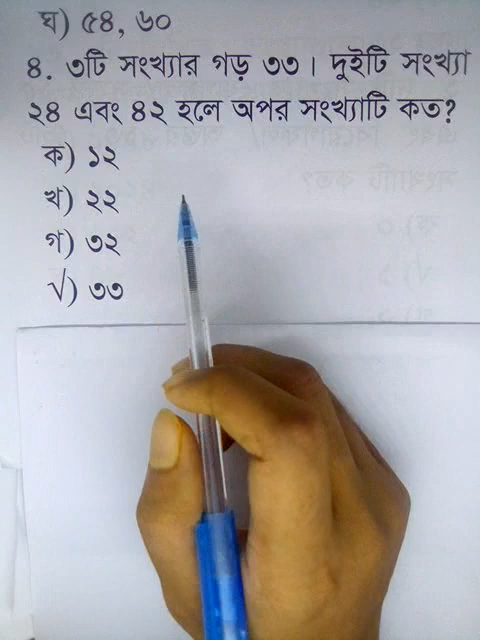 ঘ) ৫৪, ৬০
৪. ৩টি সংখ্যার গড় ৩৩। দুইটি সংখ্যা
২৪ এবং ৪২ হলে অপর সংখ্যাটি কত?
ক) ১২
খ) ২২
গ) ৩২
√) ৩৩